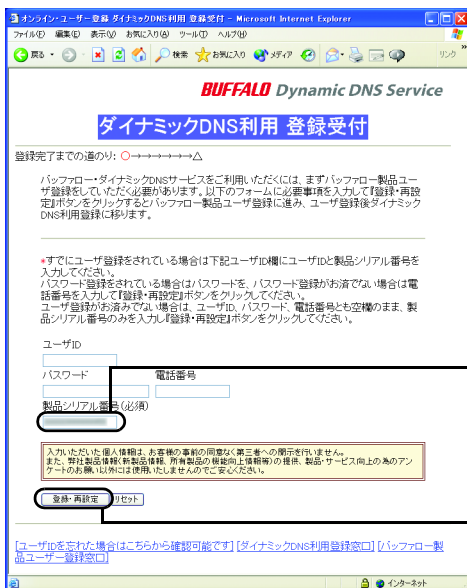 オンライン・ユーザー登録 ダイナミックDNS利用 登録受付 - Microsoft Internet Explorer
ファイル(F) 編集(E) 表示(V) お気に入り(A) ツール(T) ヘルプ(H)
戻る 検索 お気に入り メディア リンク »
BUFFALO Dynamic DNS Service
ダイナミックDNS利用 登録受付
登録完了までの道のり: ○→→→→→→△
バッファロー・ダイナミックDNSサービスをご利用いただくには、まずバッファロー製品ユー
ザ登録をしていただく必要があります。以下のフォームに必要事項を入力して『登録・再設
定』ボタンをクリックするとバッファロー製品ユーザ登録に進み、ユーザ登録後ダイナミック
DNS利用登録に移ります。
*すでにユーザ登録をされている場合は下記ユーザID欄にユーザIDと製品シリアル番号を
入力してください。
パスワード登録をされている場合はパスワードを、パスワード登録がお済でない場合は電
話番号を入力して『登録・再設定』ボタンをクリックしてください。
ユーザ登録がお済みでない場合は、ユーザID、パスワード、電話番号とも空欄のまま、製
品シリアル番号のみを入力し『登録・再設定』ボタンをクリックしてください。
ユーザID
パスワード 電話番号
製品シリアル番号(必須)
入力いただいた個人情報は、お客様の事前の同意なく第三者への開示を行いません。
また、弊社製品情報(新製品情報、所有製品の機能向上情報等)の提供、製品・サービス向上の為のアン
ケートのお願い以外には使用いたしませんのでご安心ください。
登録・再設定 リセット
[ユーザIDを忘れた場合はこちらから確認可能です] [ダイナミックDNS利用登録窓口] [バッファロー製
品ユーザー登録窓口]
インターネット